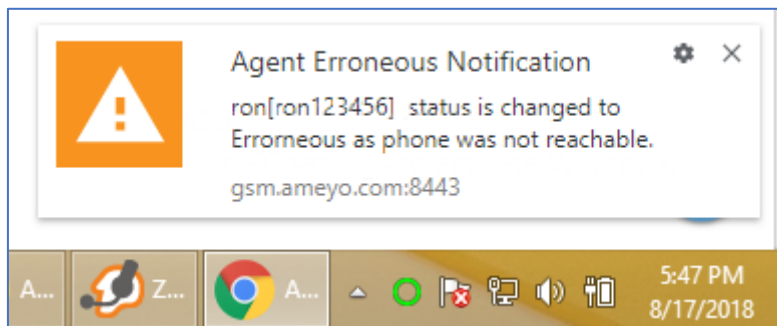 Agent Erroneous Notification
ron[ron123456] status is changed to
Errorneous as phone was not reachable.
gsm.ameyo.com:8443
A... Z... A... 5:47 PM
8/17/2018